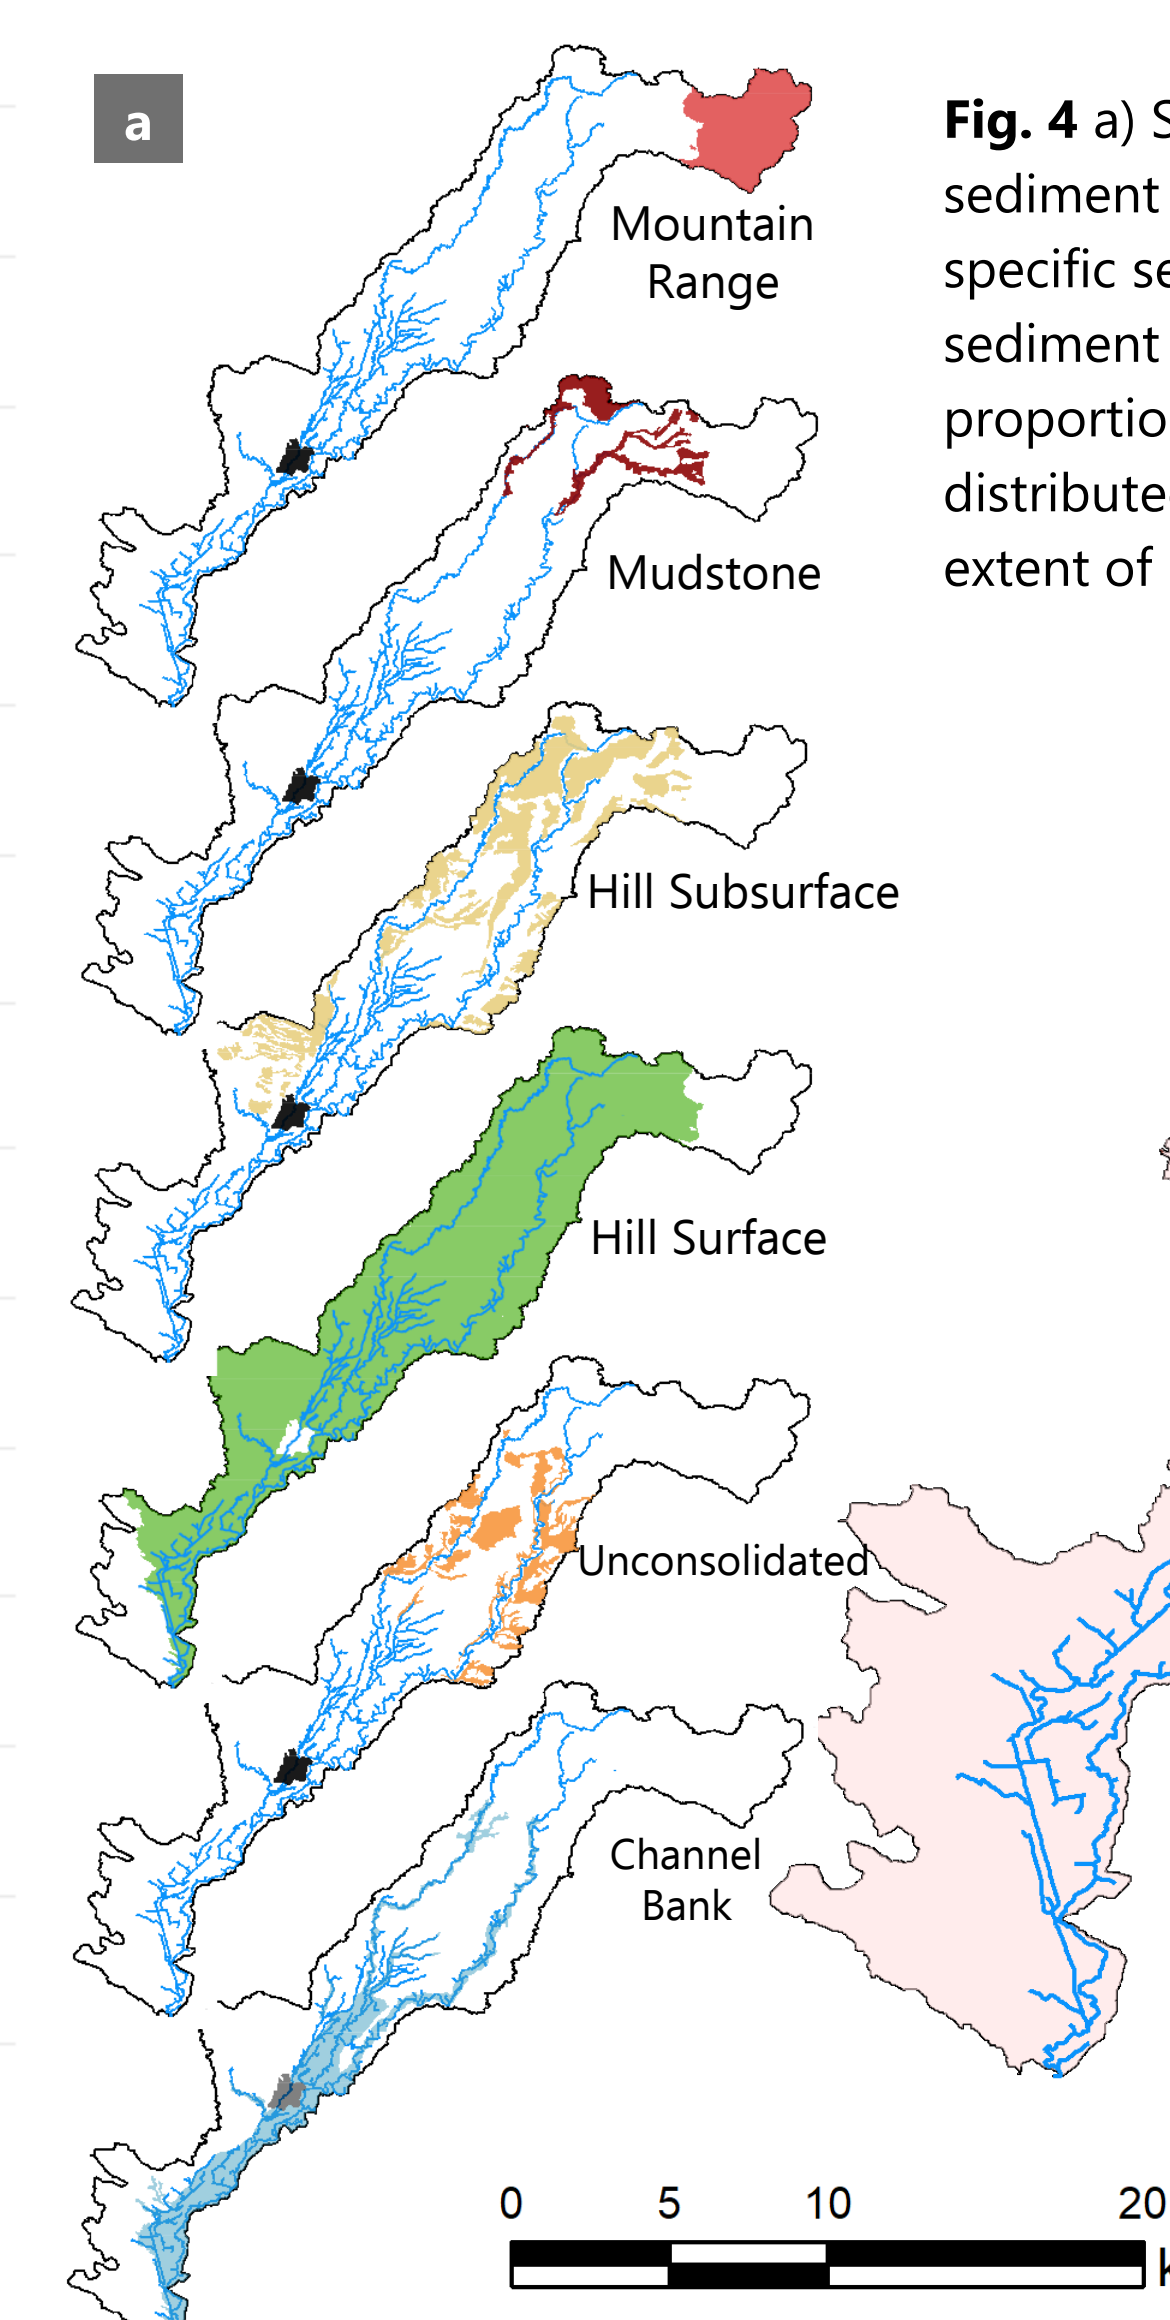 a
Fig. 4 a)
sediment
specific
sediment
extent of
Mountain
Range
Mudstone
Hill Subsurface
Hill Surface
Unconsolidated
Channel
Bank
0 5 10 20